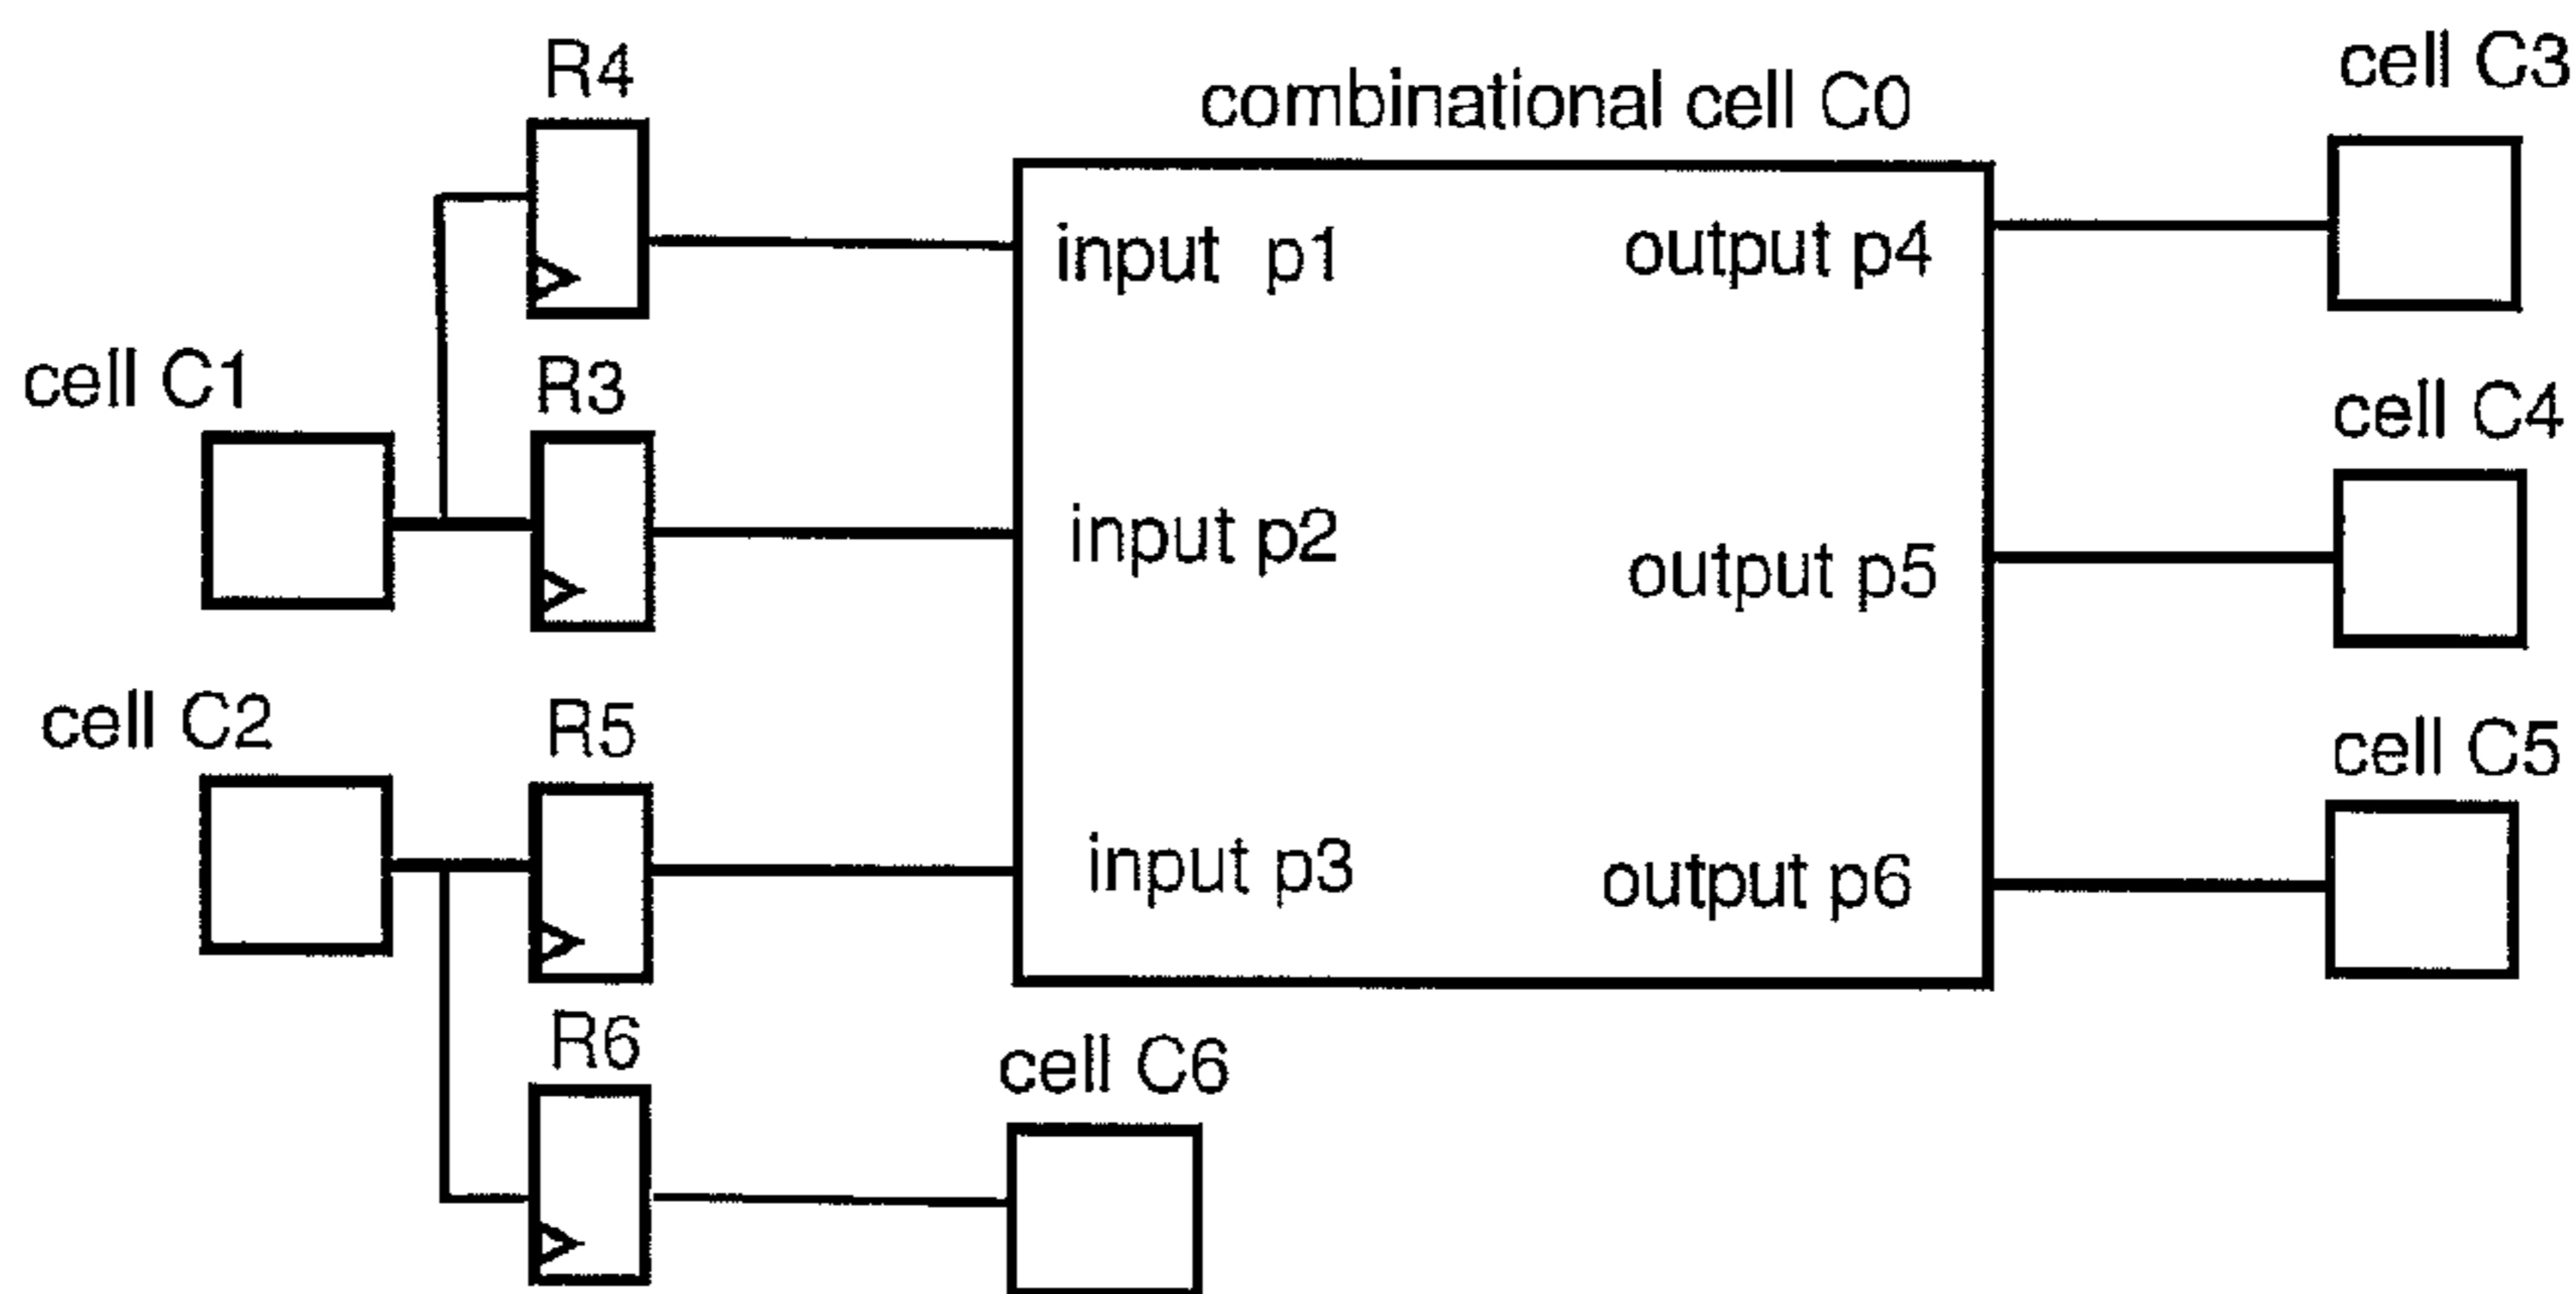 R4
combinational cell C0
cell C3
input p1
output p4
cell C1
R3
cell C4
input p2
output p5
cell C2
R5
cell C5
input p3
output p6
R6
cell C6